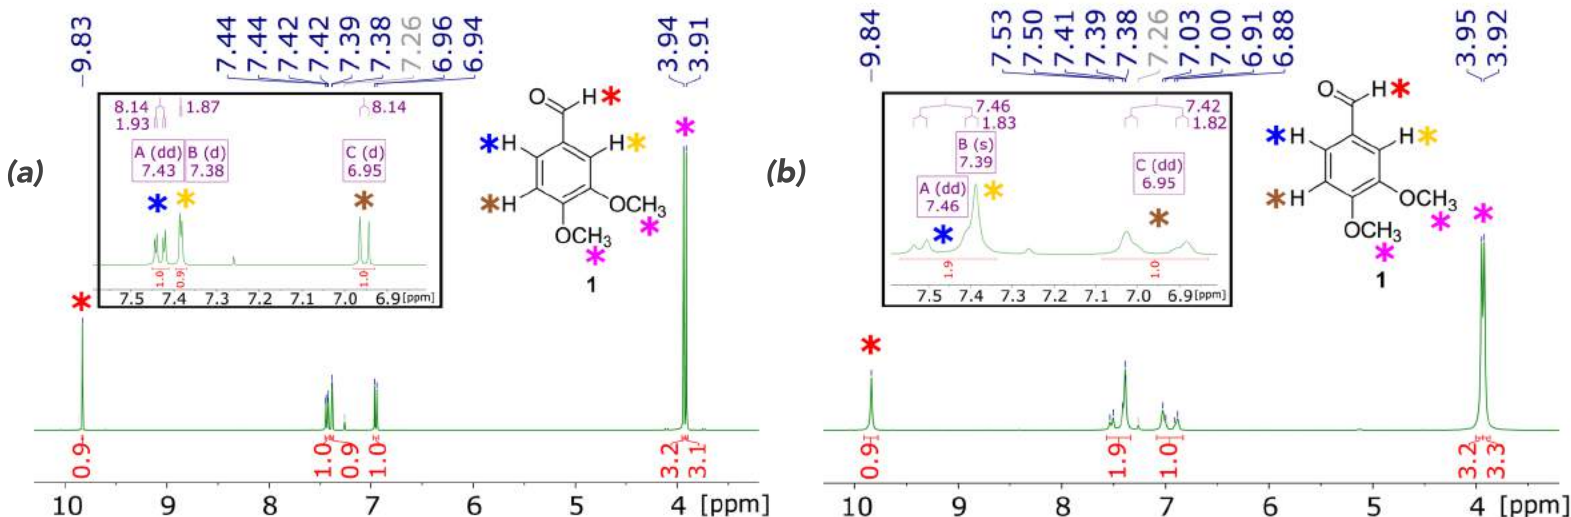 (a)
-9.83
7.44
7.44
7.42
7.42
7.39
7.38
7.26
6.96
6.94
3.94
3.91
8.14
1.93
1.87
8.14
A (dd)
7.43
B (d)
7.38
C (d)
6.95
1.0
0.9
1.0
7.5 7.4 7.3 7.2 7.1 7.0 6.9 [ppm]
O
H
H
H
H
OCH3
OCH3
1
0.9
1.0
0.9
1.0
3.2
3.1
10 9 8 7 6 5 4 [ppm]
(b)
-9.84
7.53
7.50
7.41
7.39
7.38
7.26
7.03
7.00
6.91
6.88
3.95
3.92
7.46
1.83
7.42
1.82
A (dd)
7.46
B (s)
7.39
C (dd)
6.95
1.9
1.0
7.5 7.4 7.3 7.2 7.1 7.0 6.9 [ppm]
O
H
H
H
H
OCH3
OCH3
1
0.9
1.9
1.0
3.2
3.3
10 9 8 7 6 5 4 [ppm]